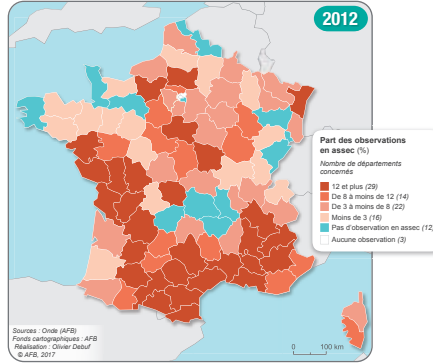 2012
Part des observations
en assec (%)
Nombre de départements
concernés
12 et plus (29)
De 8 à moins de 12 (14)
De 3 à moins de 8 (22)
Moins de 3 (16)
Pas d'observation en assec (12)
Aucune observation (3)
Sources : Onde (AFB)
Fonds cartographiques : AFB
Réalisation : Olivier Debuf
© AFB, 2017
0 100 km